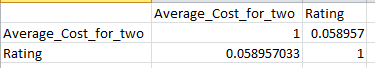 Average_Cost_for_two Rating
Average_Cost_for_two 1 0.058957
Rating 0.058957033 1